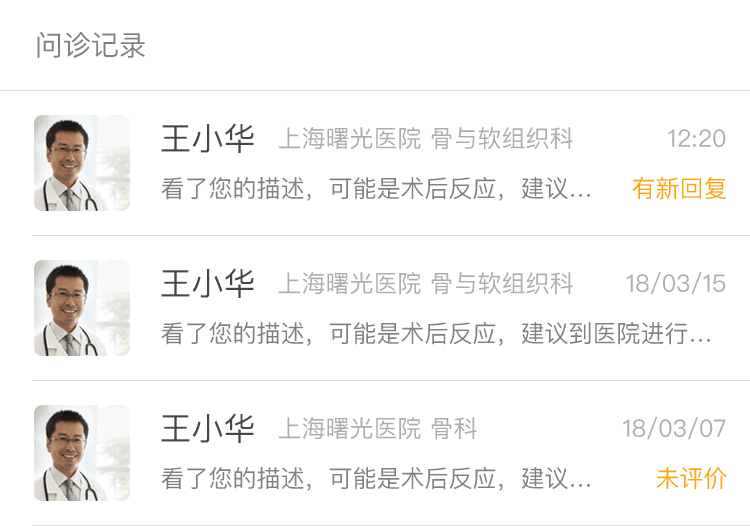 问诊记录
王小华 上海曙光医院 骨与软组织科 12:20
看了您的描述，可能是术后反应，建议... 有新回复
王小华 上海曙光医院 骨与软组织科 18/03/15
看了您的描述，可能是术后反应，建议到医院进行...
王小华 上海曙光医院 骨科 18/03/07
看了您的描述，可能是术后反应，建议... 未评价